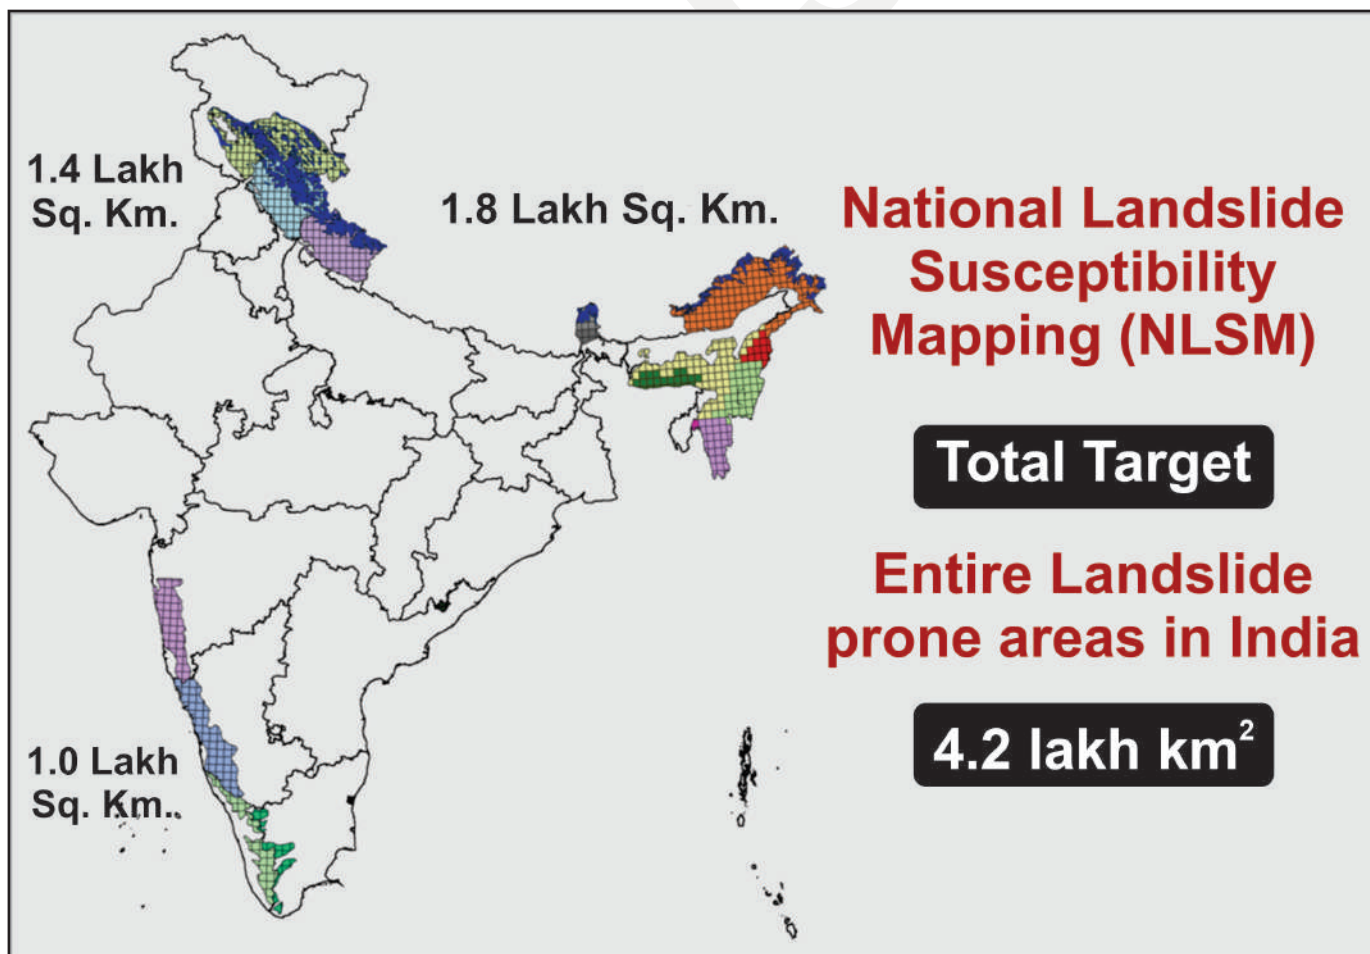 1.4 Lakh
Sq. Km.
1.8 Lakh Sq. Km.
National Landslide
Susceptibility
Mapping (NLSM)
Total Target
Entire Landslide
prone areas in India
4.2 lakh km²
1.0 Lakh
Sq. Km..